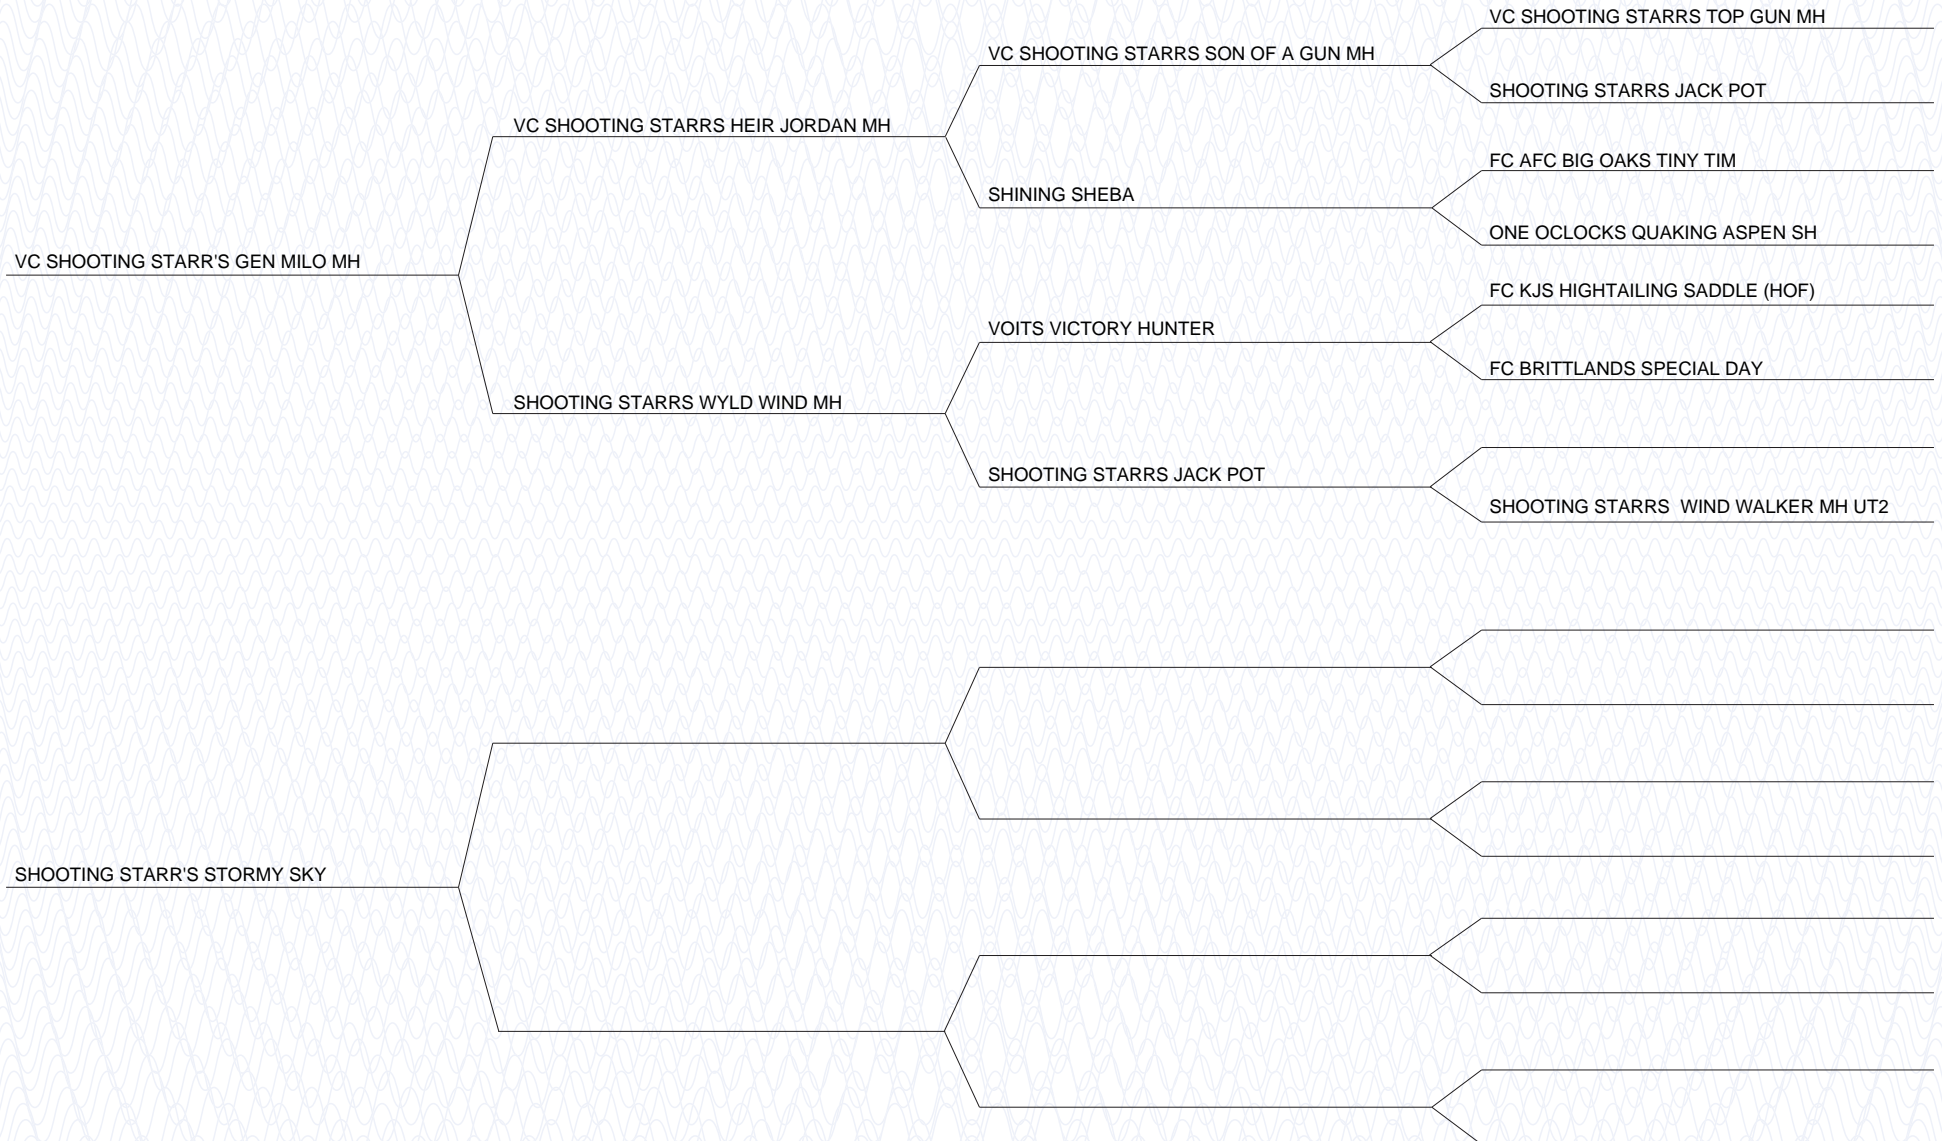 VC SHOOTING STARRS TOP GUN MH
VC SHOOTING STARRS SON OF A GUN MH
SHOOTING STARRS JACK POT
VC SHOOTING STARRS HEIR JORDAN MH
FC AFC BIG OAKS TINY TIM
SHINING SHEBA
ONE OCLOCKS QUAKING ASPEN SH
VC SHOOTING STARR'S GEN MILO MH
FC KJS HIGHTAILING SADDLE (HOF)
VOITS VICTORY HUNTER
FC BRITTLANDS SPECIAL DAY
SHOOTING STARRS WYLD WIND MH
SHOOTING STARRS JACK POT
SHOOTING STARRS  WIND WALKER MH UT2
SHOOTING STARR'S STORMY SKY